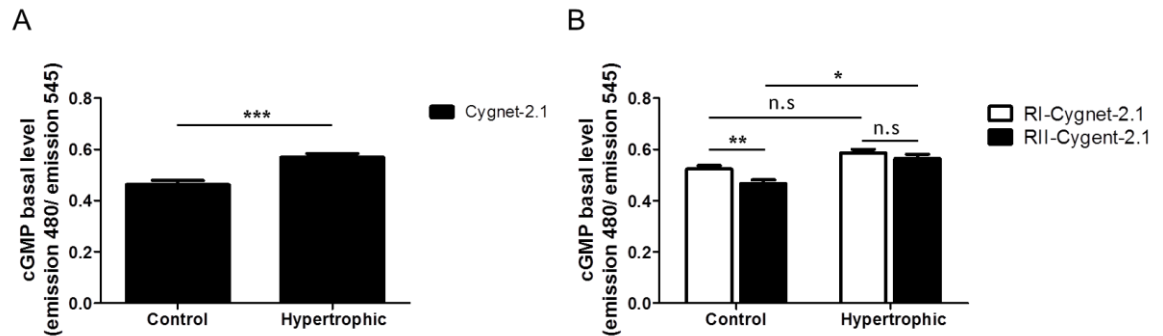 A
cGMP basal level
(emission 480/ emission 545)
0.8
0.6
0.4
0.2
0.0
***
Control
Hypertrophic
Cygnet-2.1
B
cGMP basal level
(emission 480/ emission 545)
0.8
0.6
0.4
0.2
0.0
*
n.s
**
n.s
Control
Hypertrophic
RI-Cygnet-2.1
RII-Cygent-2.1